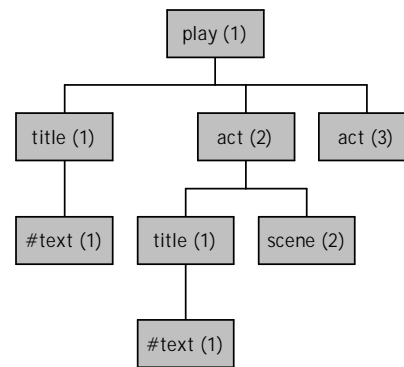 play (1)
title (1)
act (2)
act (3)
#text (1)
title (1)
scene (2)
#text (1)